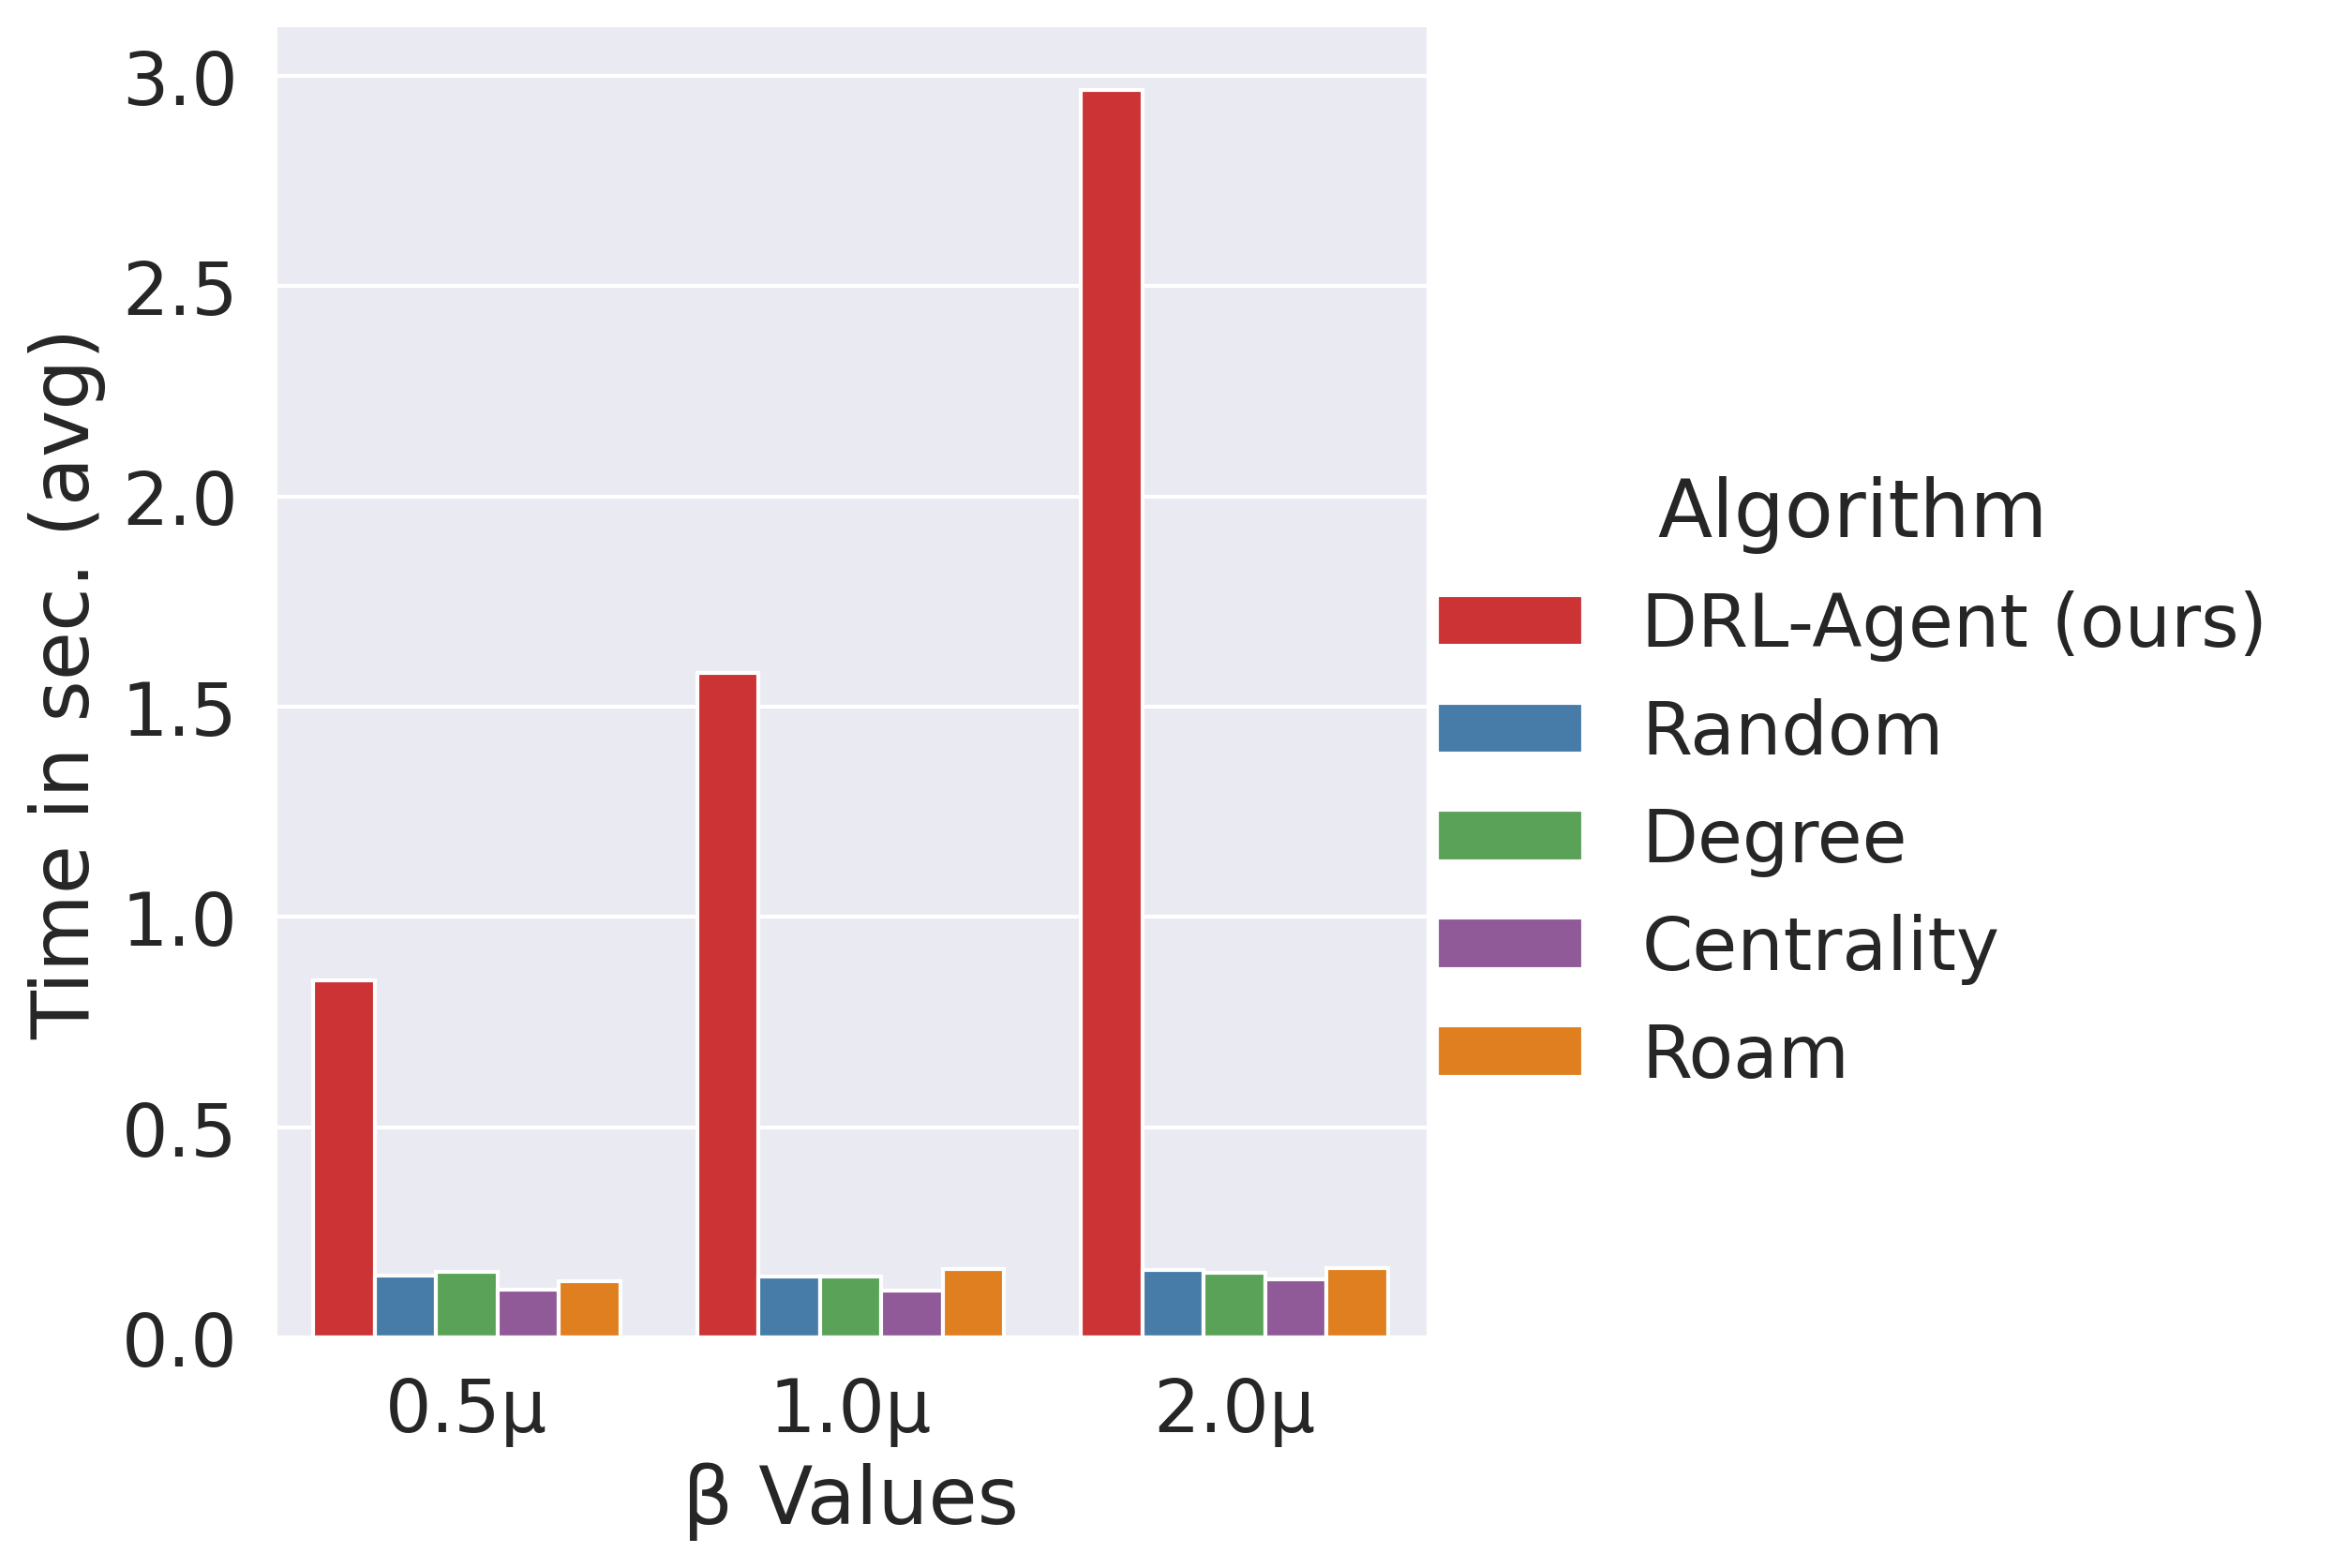 Time in sec. (avg)
3.0
2.5
2.0
1.5
1.0
0.5
0.0
0.5μ 1.0μ 2.0μ
β Values
Algorithm
DRL-Agent (ours)
Random
Degree
Centrality
Roam